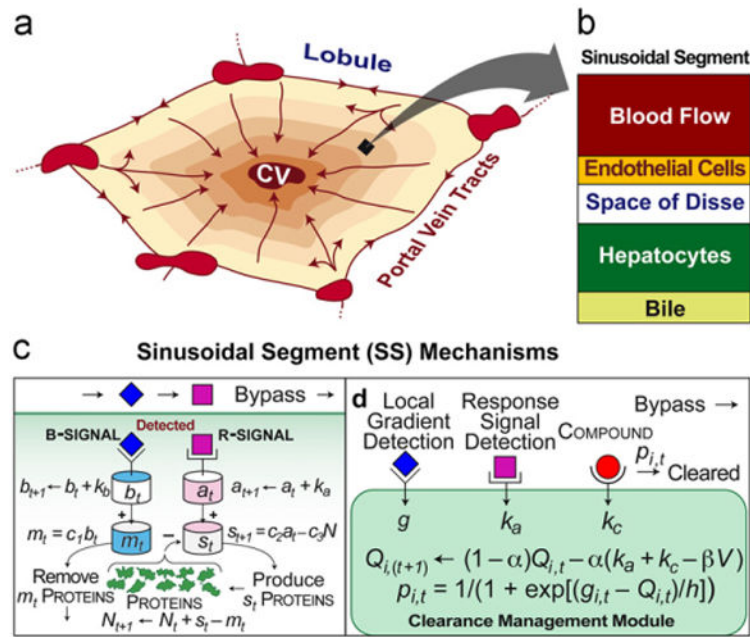 a
Lobule
CV
Portal Vein Tracts
b
Sinusoidal Segment
Blood Flow
Endothelial Cells
Space of Disse
Hepatocytes
Bile
c
Sinusoidal Segment (SS) Mechanisms
Bypass
Detected
B-SIGNAL
R-SIGNAL
b_{t+1} ← b_t + k_b
b_t
a_t
a_{t+1} ← a_t + k_a
+
+
m_t = c_1b_t
m_t
−
s_t
s_{t+1} = c_2a_t – c_3N
Remove
m_t PROTEINS
PROTEINS
Produce
s_t PROTEINS
N_{t+1} ← N_t + s_t – m_t
d
Local
Gradient
Detection
Response
Signal
Detection
Bypass
COMPOUND
p_{i,t}
Cleared
g
k_a
k_c
Q_{i,(t+1)} ← (1 – α)Q_{i,t} – α(k_a + k_c – βV)
p_{i,t} = 1/(1 + exp[(g_{i,t} – Q_{i,t})/h])
Clearance Management Module